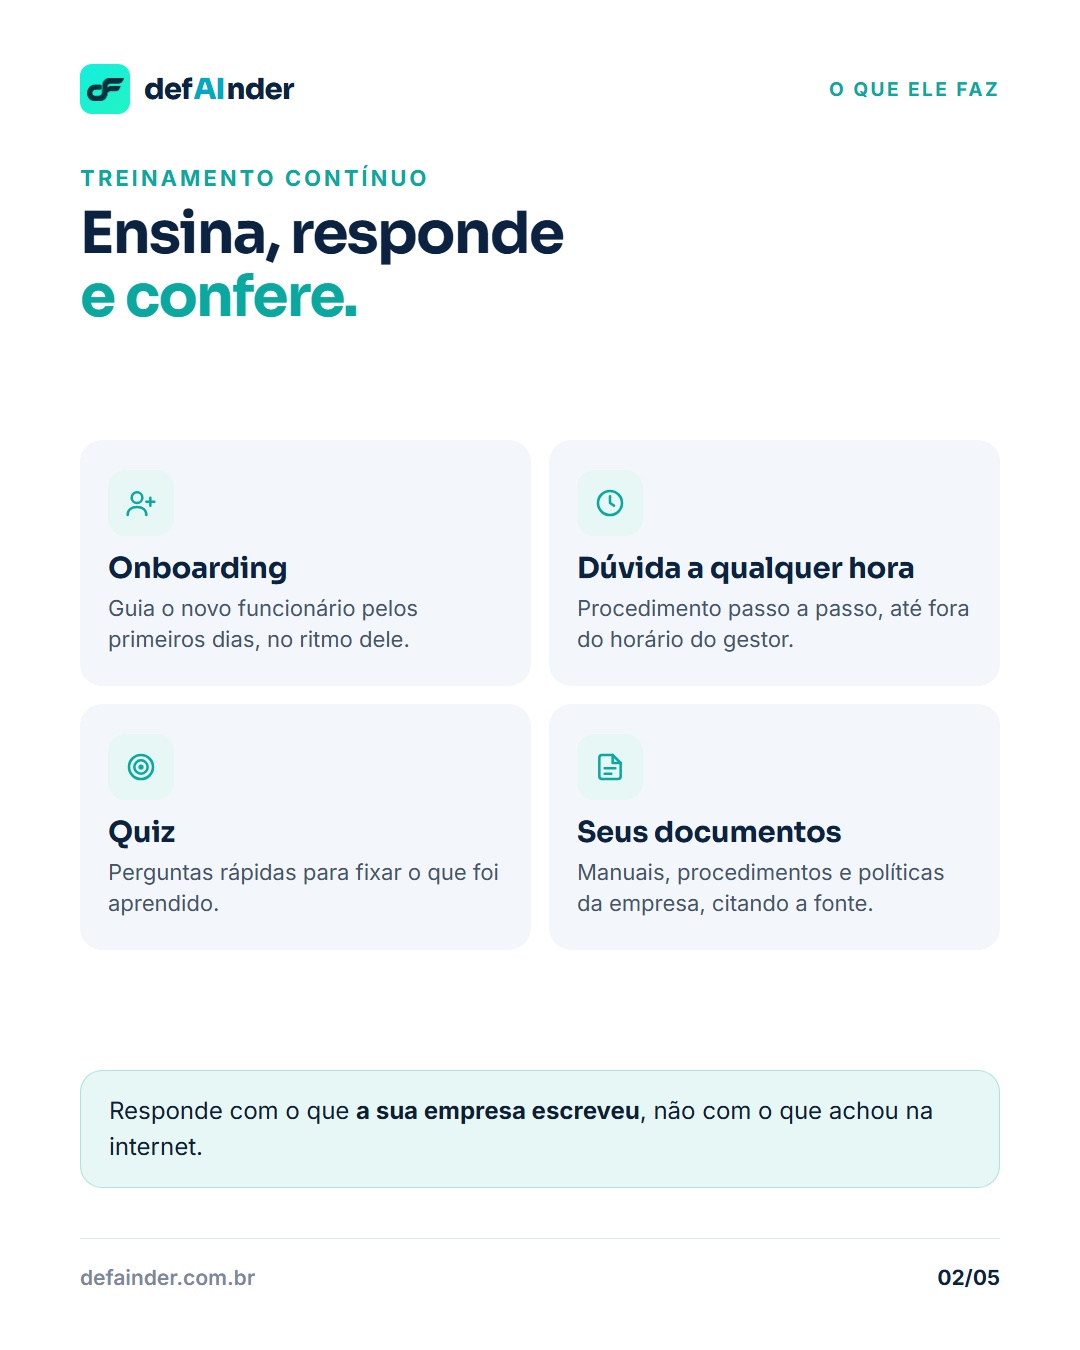 defAInder
O QUE ELE FAZ
TREINAMENTO CONTÍNUO
Ensina, responde
e confere.
Onboarding
Guia o novo funcionário pelos
primeiros dias, no ritmo dele.
Dúvida a qualquer hora
Procedimento passo a passo, até fora
do horário do gestor.
Quiz
Perguntas rápidas para fixar o que foi
aprendido.
Seus documentos
Manuais, procedimentos e políticas
da empresa, citando a fonte.
Responde com o que a sua empresa escreveu, não com o que achou na
internet.
defainder.com.br
02/05